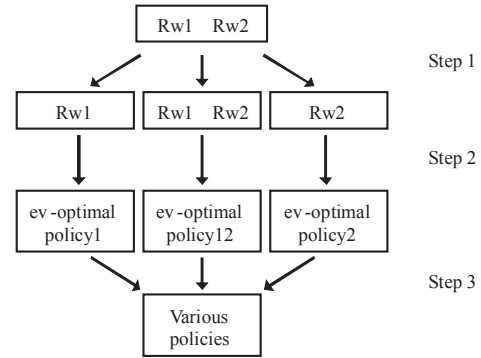 Rw1 Rw2
Step 1
Rw1
Rw1 Rw2
Rw2
Step 2
ev-optimal
policy1
ev-optimal
policy12
ev-optimal
policy2
Step 3
Various
policies